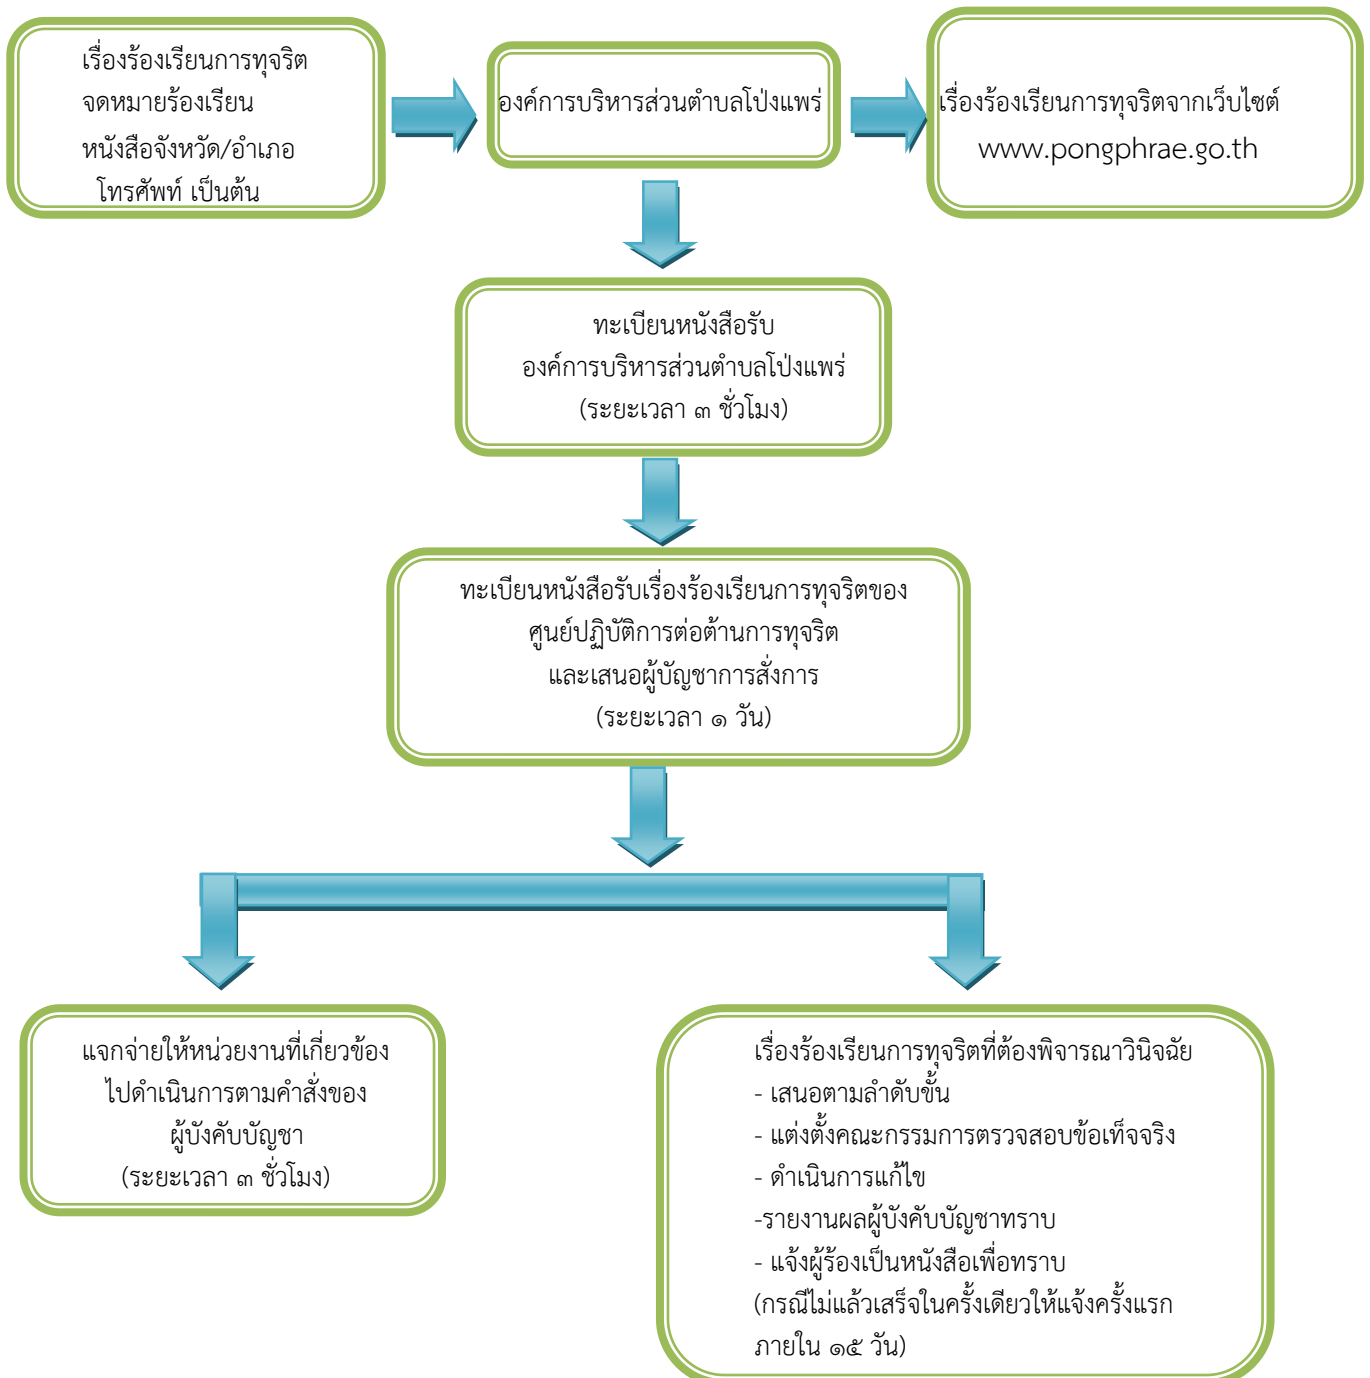 เรื่องร้องเรียนการทุจริต
จดหมายร้องเรียน
หนังสือจังหวัด/อำเภอ
โทรศัพท์ เป็นต้น
องค์การบริหารส่วนตำบลโป่งแพร่
เรื่องร้องเรียนการทุจริตจากเว็บไซต์
www.pongphrae.go.th
ทะเบียนหนังสือรับ
องค์การบริหารส่วนตำบลโป่งแพร่
(ระยะเวลา ๓ ชั่วโมง)
ทะเบียนหนังสือรับเรื่องร้องเรียนการทุจริตของ
ศูนย์ปฏิบัติการต่อต้านการทุจริต
และเสนอผู้บัญชาการสั่งการ
(ระยะเวลา ๑ วัน)
แจกจ่ายให้หน่วยงานที่เกี่ยวข้อง
ไปดำเนินการตามคำสั่งของ
ผู้บังคับบัญชา
(ระยะเวลา ๓ ชั่วโมง)
เรื่องร้องเรียนการทุจริตที่ต้องพิจารณาวินิจฉัย
- เสนอตามลำดับขั้น
- แต่งตั้งคณะกรรมการตรวจสอบข้อเท็จจริง
- ดำเนินการแก้ไข
-รายงานผลผู้บังคับบัญชาทราบ
- แจ้งผู้ร้องเป็นหนังสือเพื่อทราบ
(กรณีไม่แล้วเสร็จในครั้งเดียวให้แจ้งครั้งแรก
ภายใน ๑๕ วัน)